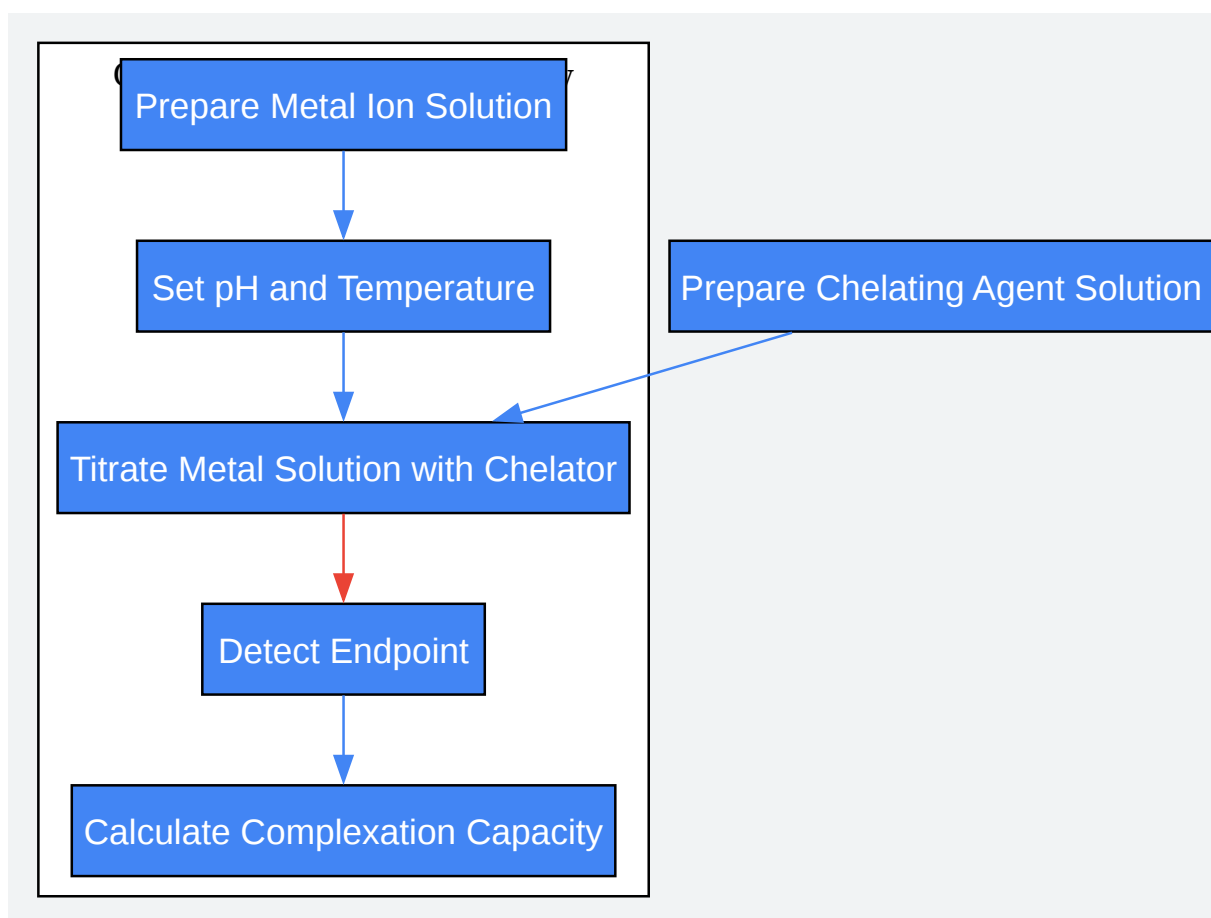 Prepare Metal Ion Solution
Set pH and Temperature
Prepare Chelating Agent Solution
Titrate Metal Solution with Chelator
Detect Endpoint
Calculate Complexation Capacity